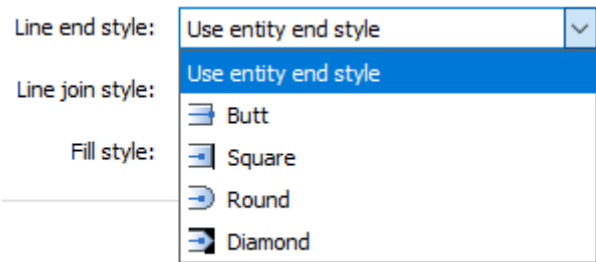 Line end style: Use entity end style
Use entity end style
Line join style:
Butt
Fill style:
Square
Round
Diamond